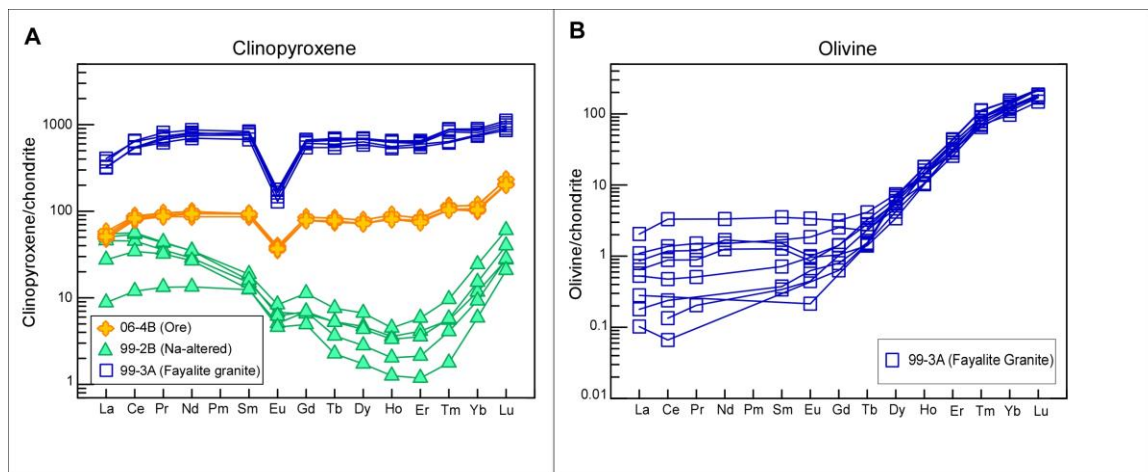 A
Clinopyroxene
Clinopyroxene/chondrite
1000
100
10
1
06-4B (Ore)
99-2B (Na-altered)
99-3A (Fayalite granite)
La Ce Pr Nd Pm Sm Eu Gd Tb Dy Ho Er Tm Yb Lu
B
Olivine
Olivine/chondrite
100
10
1
0.1
0.01
99-3A (Fayalite Granite)
La Ce Pr Nd Pm Sm Eu Gd Tb Dy Ho Er Tm Yb Lu